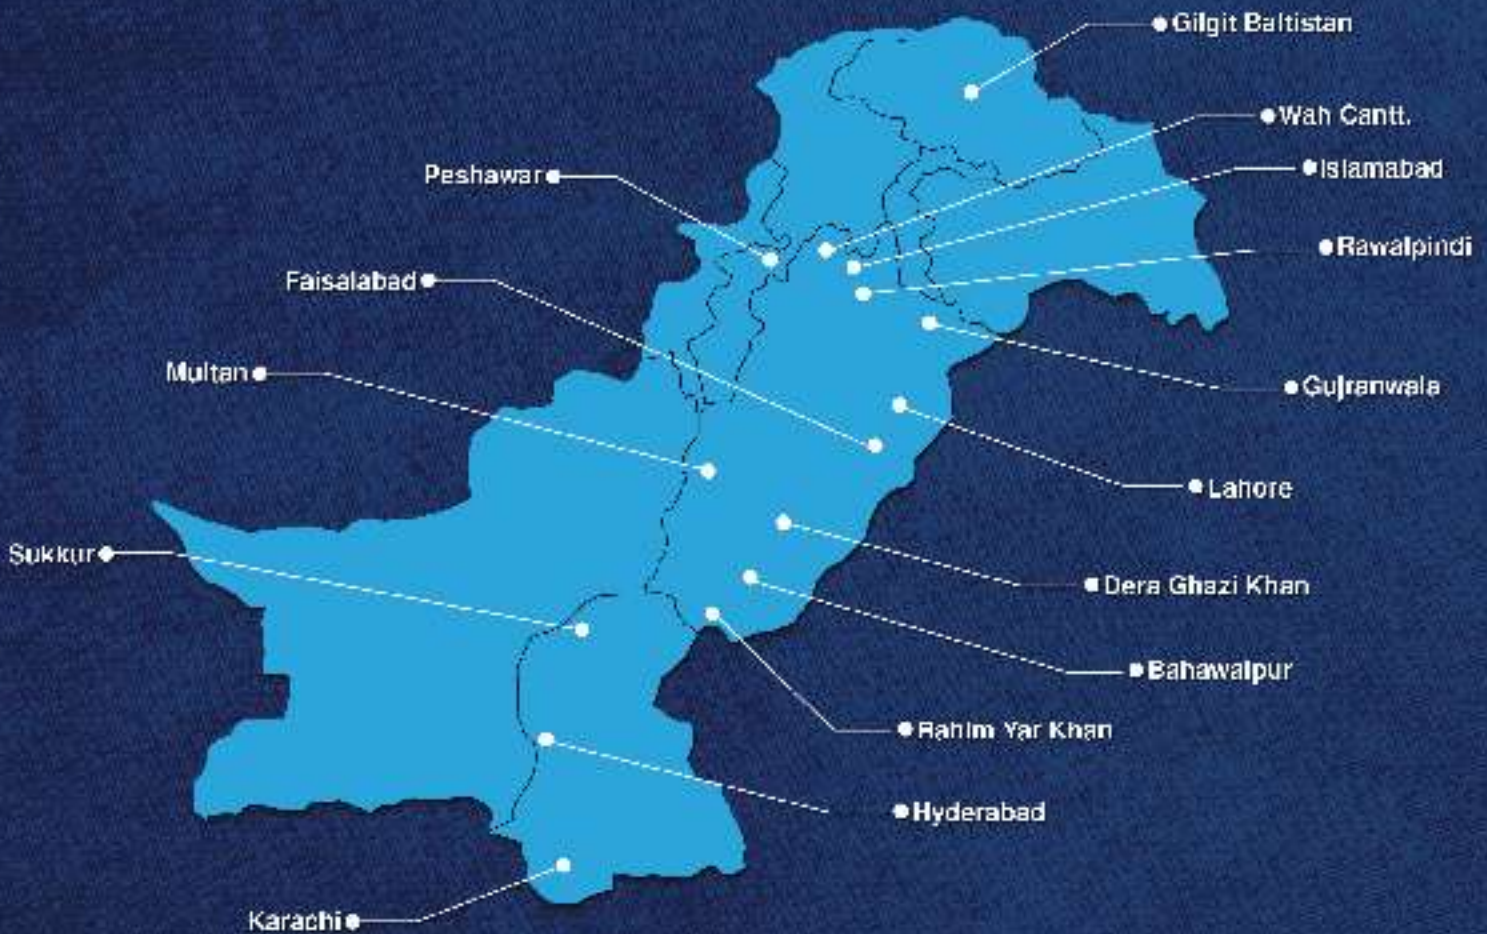 Gilgit Baltistan
Wah Cantt.
Islamabad
Peshawar
Rawalpindi
Faisalabad
Multan
Gujranwala
Lahore
Sukkur
Dera Ghazi Khan
Bahawalpur
Rahim Yar Khan
Hyderabad
Karachi